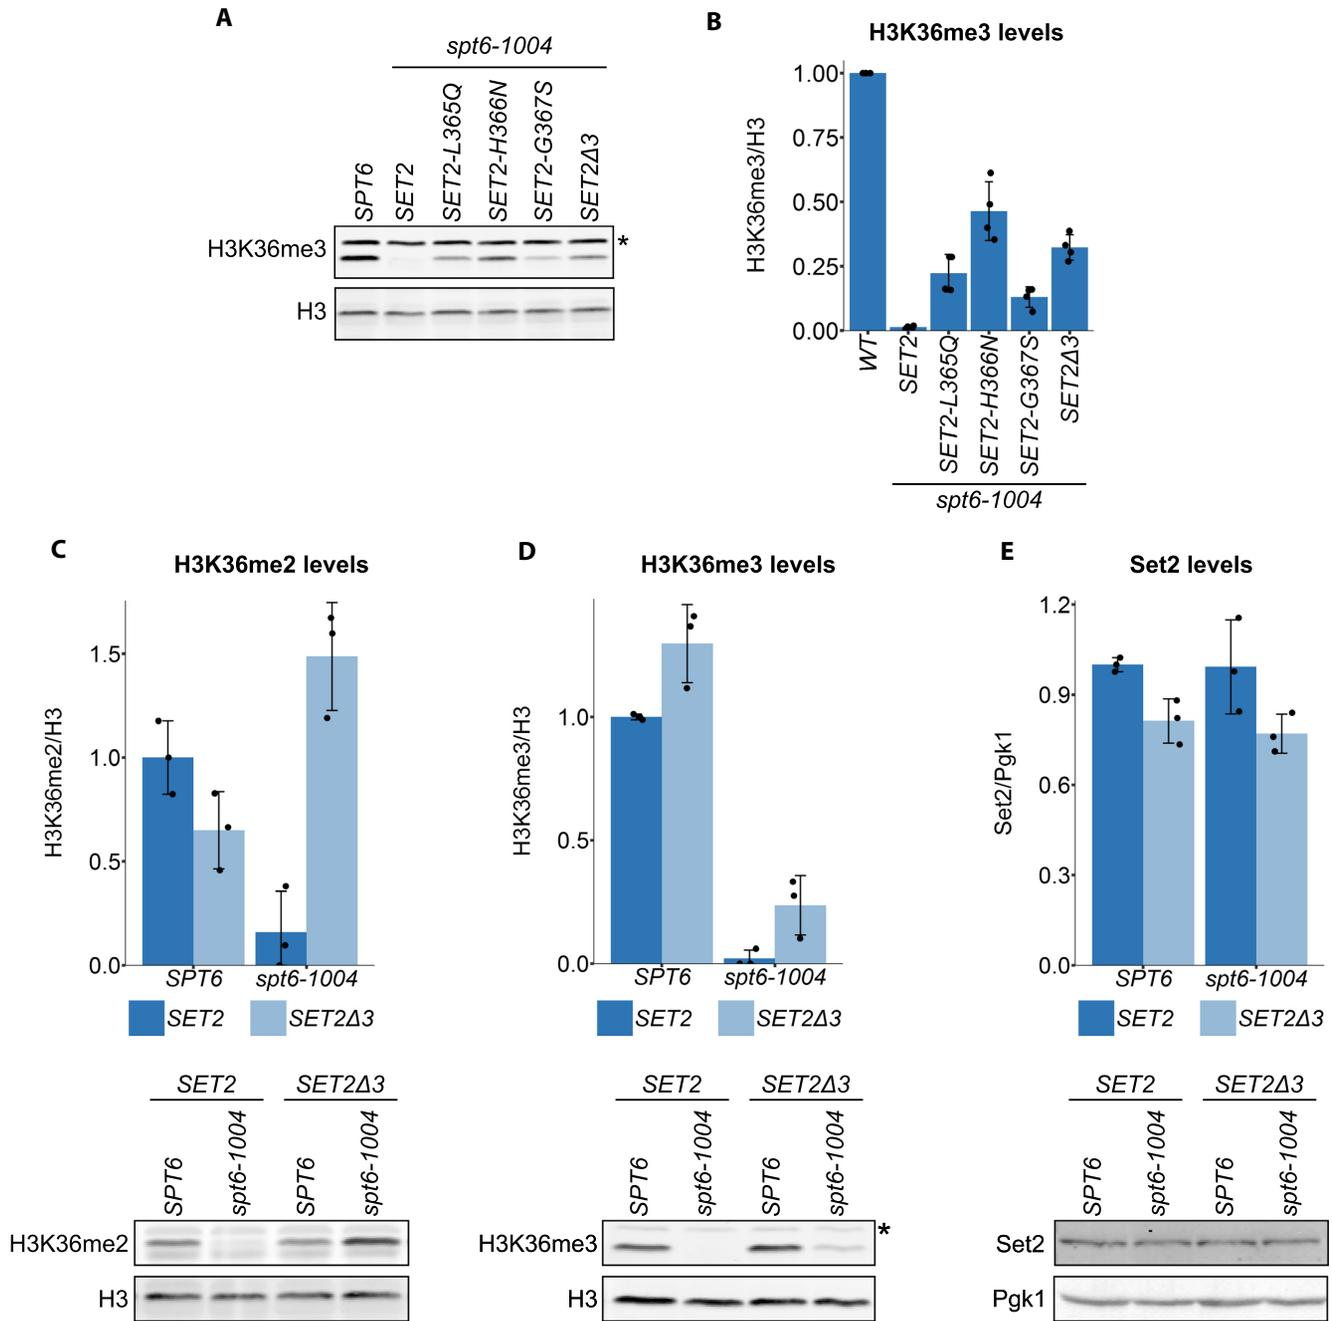 A
spt6-1004
SPT6
SET2
SET2-L365Q
SET2-H366N
SET2-G367S
SET2Δ3
H3K36me3
*
H3
B
H3K36me3 levels
H3K36me3/H3
1.00
0.75
0.50
0.25
0.00
WT
SET2
SET2-L365Q
SET2-H366N
SET2-G367S
SET2Δ3
spt6-1004
C
H3K36me2 levels
H3K36me2/H3
1.5
1.0
0.5
0.0
SPT6
spt6-1004
SET2
SET2Δ3
SET2
SET2Δ3
SPT6
spt6-1004
SPT6
spt6-1004
H3K36me2
H3
D
H3K36me3 levels
H3K36me3/H3
1.0
0.5
0.0
SPT6
spt6-1004
SET2
SET2Δ3
SET2
SET2Δ3
SPT6
spt6-1004
SPT6
spt6-1004
H3K36me3
*
H3
E
Set2 levels
Set2/Pgk1
1.2
0.9
0.6
0.3
0.0
SPT6
spt6-1004
SET2
SET2Δ3
SET2
SET2Δ3
SPT6
spt6-1004
SPT6
spt6-1004
Set2
Pgk1